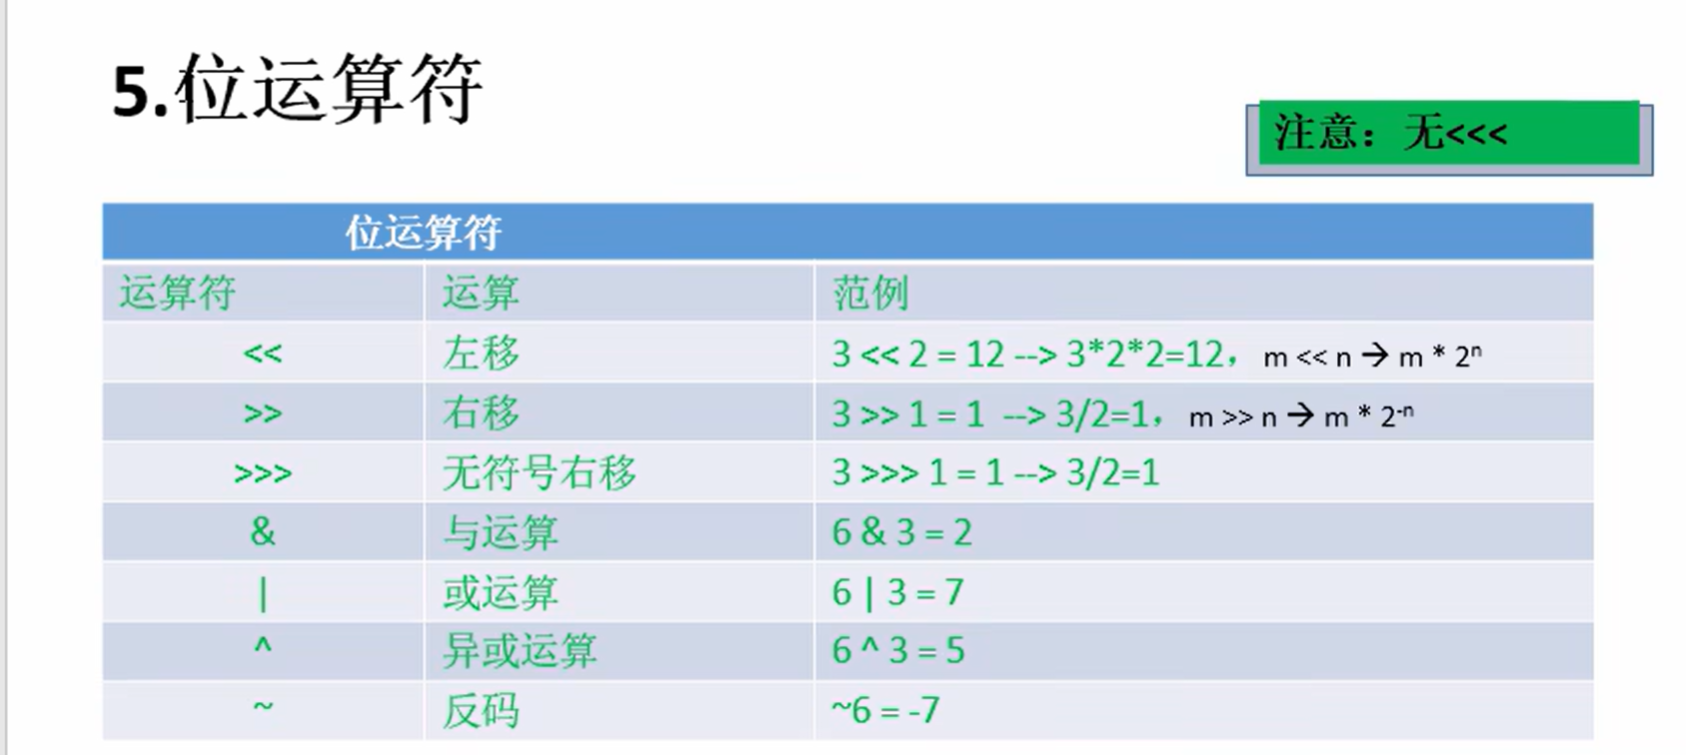 5.位运算符
注意：无<<<
位运算符
运算符 运算 范例
<< 左移 3 << 2 = 12 --> 3*2*2=12， m << n → m * 2ⁿ
>> 右移 3 >> 1 = 1 --> 3/2=1， m >> n → m * 2⁻ⁿ
>>> 无符号右移 3 >>> 1 = 1 --> 3/2=1
& 与运算 6 & 3 = 2
| 或运算 6 | 3 = 7
^ 异或运算 6 ^ 3 = 5
~ 反码 ~6 = -7